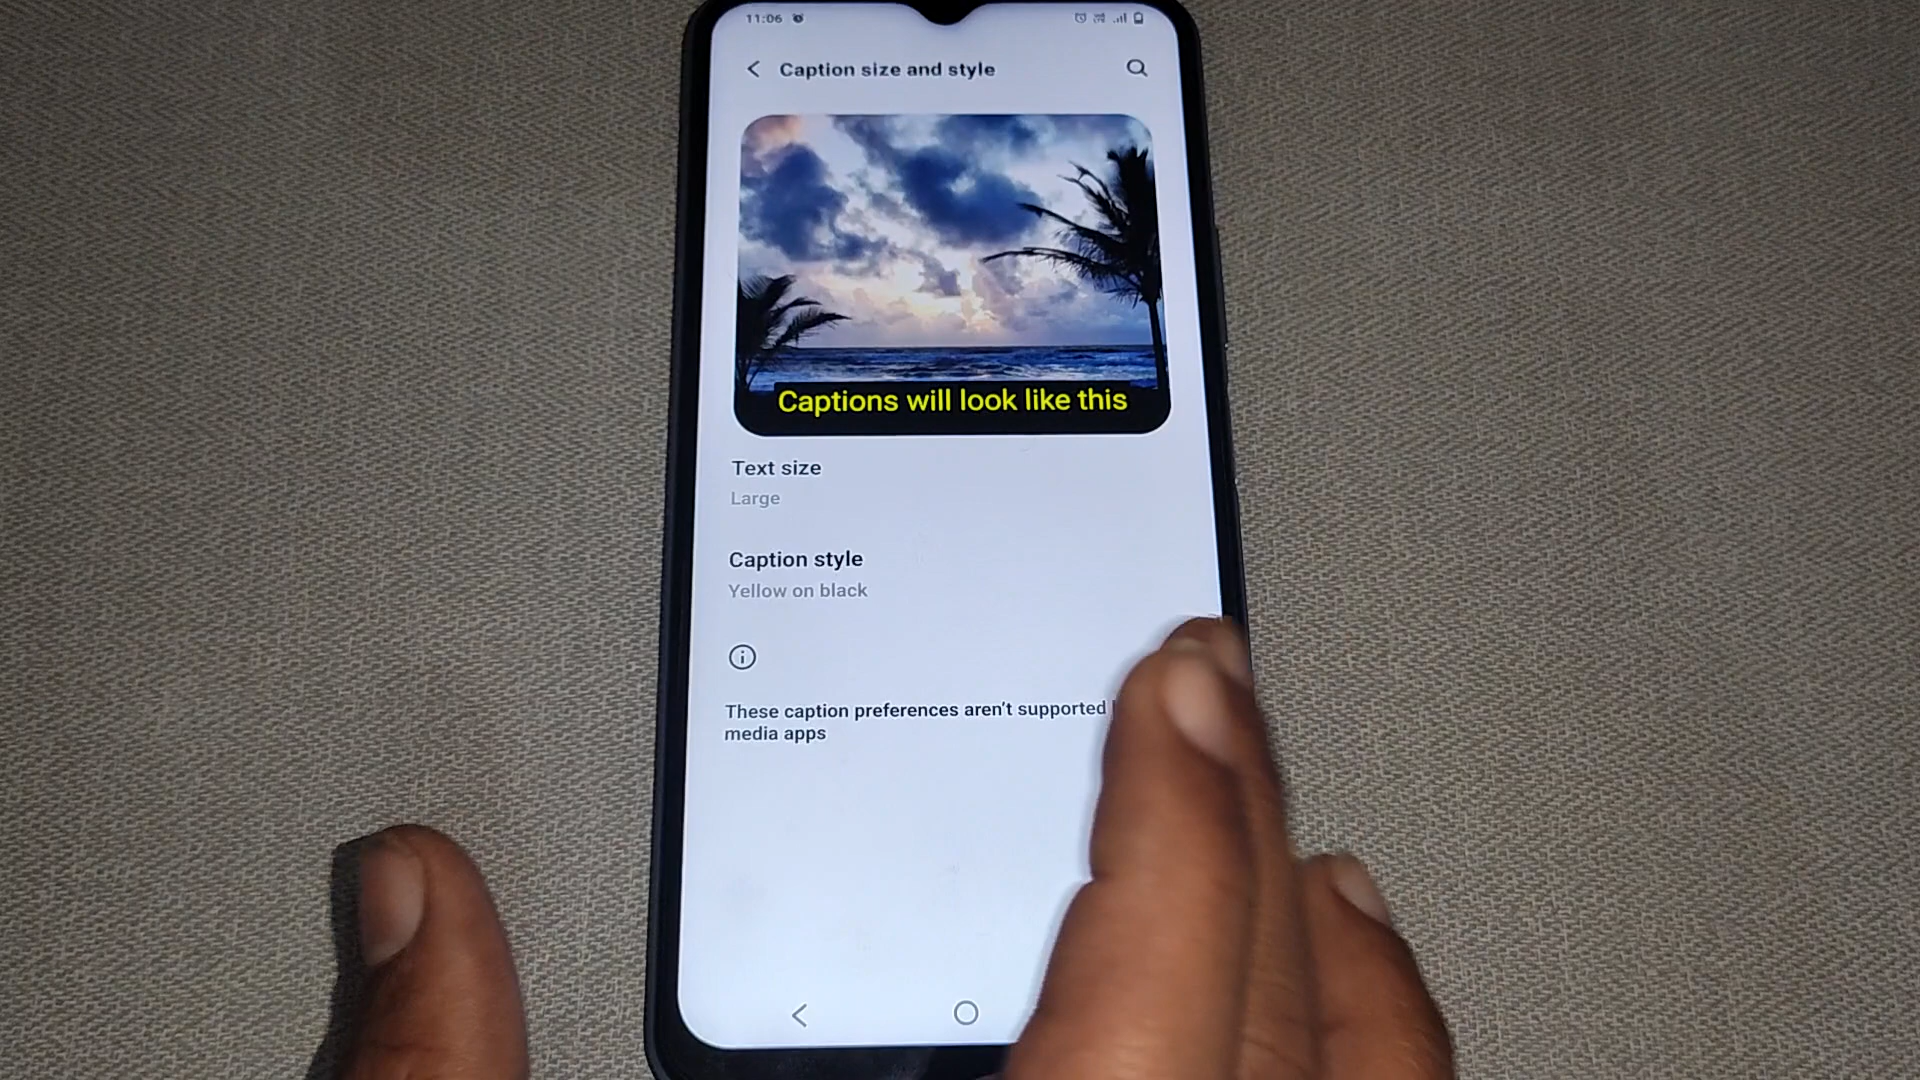 11:06
Caption size and style
Captions will look like this
Text size
Large
Caption style
Yellow on black
These caption preferences aren't supported
media apps